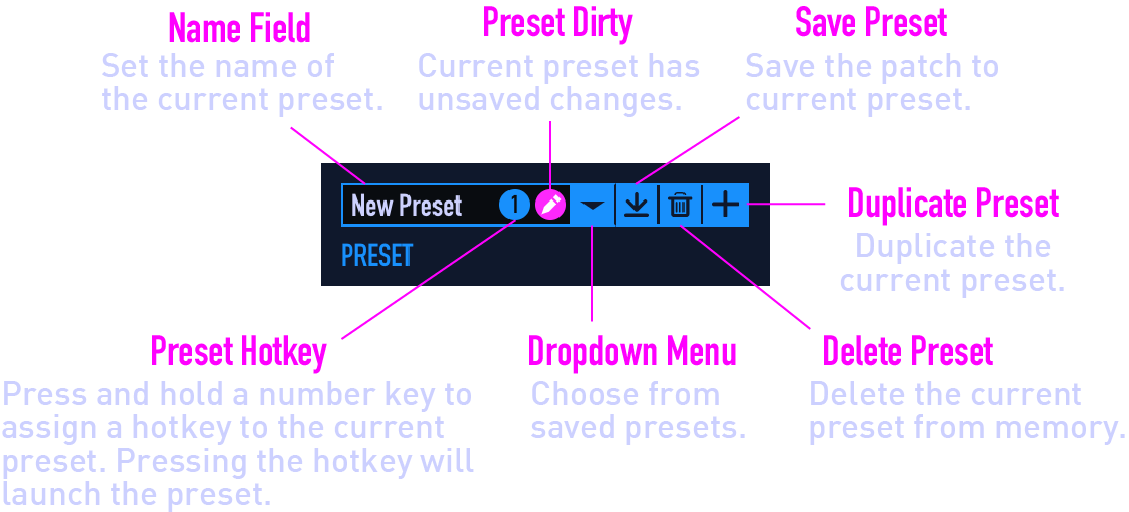 Name Field
Set the name of
the current preset.
Preset Dirty
Current preset has
unsaved changes.
Save Preset
Save the patch to
current preset.
New Preset
1
PRESET
Duplicate Preset
Duplicate the
current preset.
Preset Hotkey
Press and hold a number key to
assign a hotkey to the current
preset. Pressing the hotkey will
launch the preset.
Dropdown Menu
Choose from
saved presets.
Delete Preset
Delete the current
preset from memory.